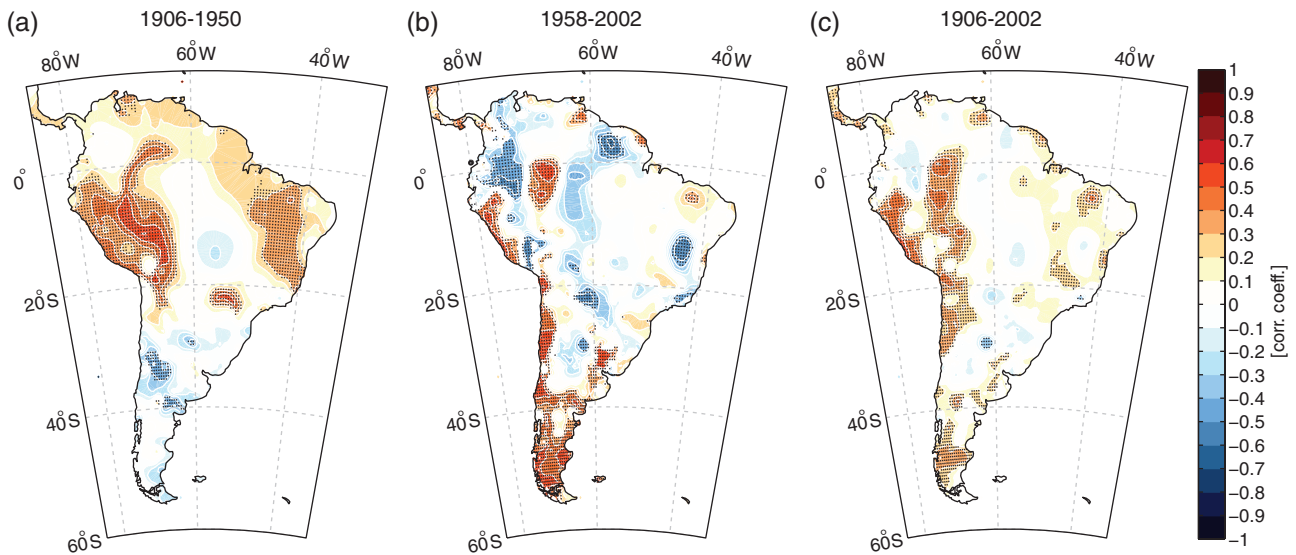 (a)
1906-1950
(b)
1958-2002
(c)
1906-2002
80°W
60°W
40°W
80°W
60°W
40°W
80°W
60°W
40°W
0°
20°S
40°S
60°S
0°
20°S
40°S
60°S
0°
20°S
40°S
60°S
1
0.9
0.8
0.7
0.6
0.5
0.4
0.3
0.2
0.1
0
−0.1
−0.2
−0.3
−0.4
−0.5
−0.6
−0.7
−0.8
−0.9
−1
[corr. coeff.]